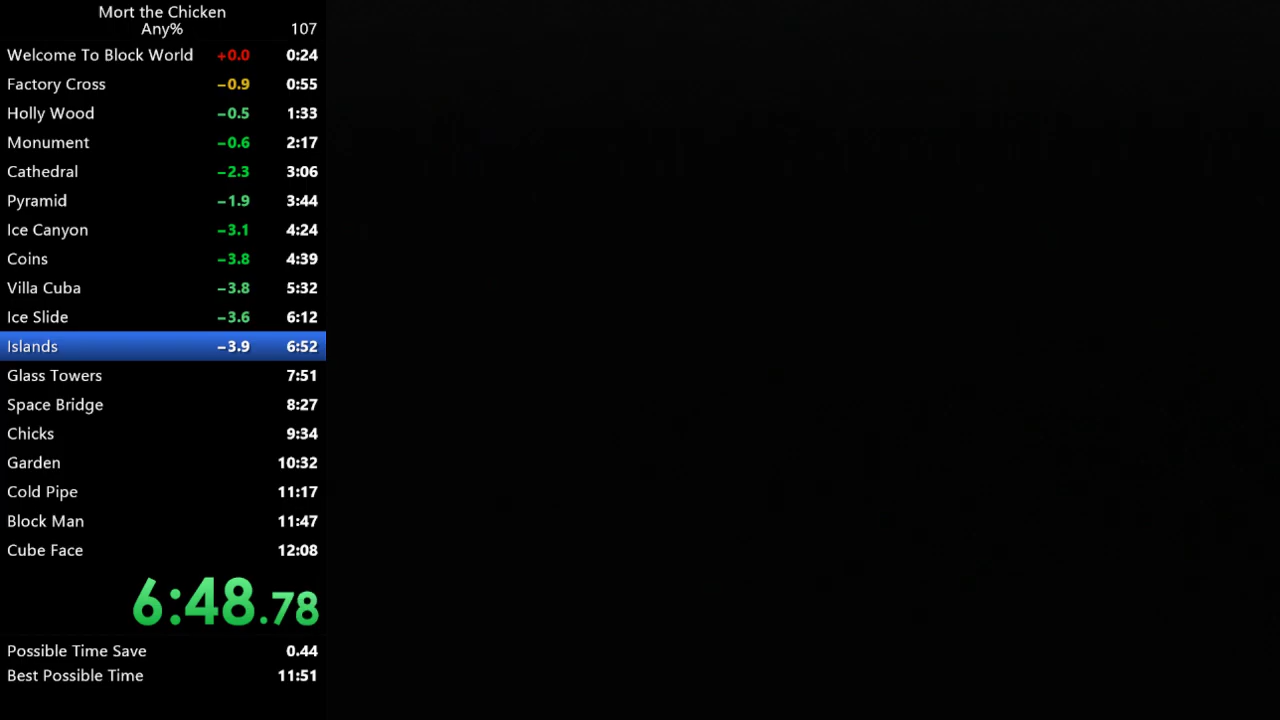 Mort the Chicken
Any% 107
Welcome To Block World +0.0 0:24
Factory Cross −0.9 0:55
Holly Wood −0.5 1:33
Monument −0.6 2:17
Cathedral −2.3 3:06
Pyramid −1.9 3:44
Ice Canyon −3.1 4:24
Coins −3.8 4:39
Villa Cuba −3.8 5:32
Ice Slide −3.6 6:12
Islands −3.9 6:52
Glass Towers 7:51
Space Bridge 8:27
Chicks 9:34
Garden 10:32
Cold Pipe 11:17
Block Man 11:47
Cube Face 12:08
6:48.78
Possible Time Save 0.44
Best Possible Time 11:51